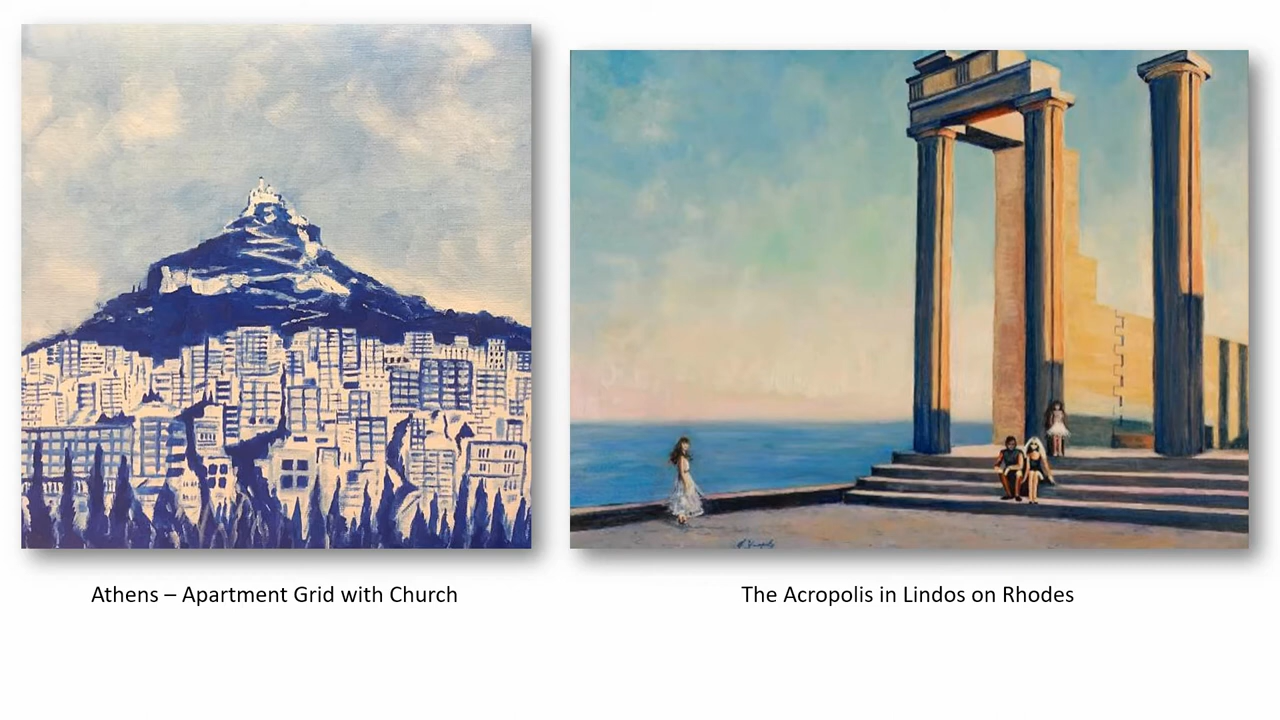 Athens – Apartment Grid with Church
The Acropolis in Lindos on Rhodes